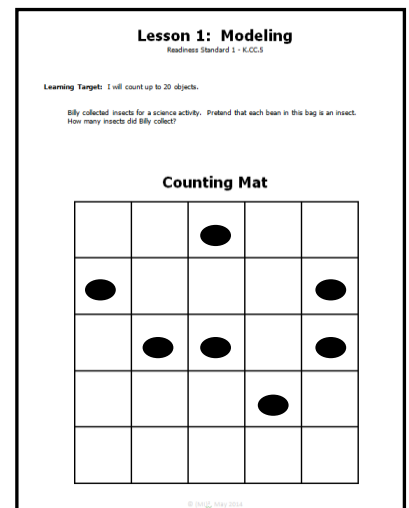 Lesson 1: Modeling
Readiness Standard 1 - K.CC.5
Learning Target: I will count up to 20 objects.
Billy collected insects for a science activity. Pretend that each bean in this bag is an insect.
How many insects did Billy collect?
Counting Mat